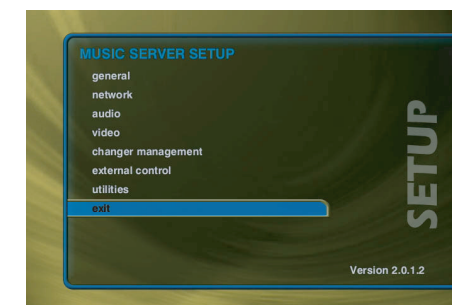 MUSIC SERVER SETUP
general
network
audio
video
changer management
external control
utilities
exit
SETUP
Version 2.0.1.2